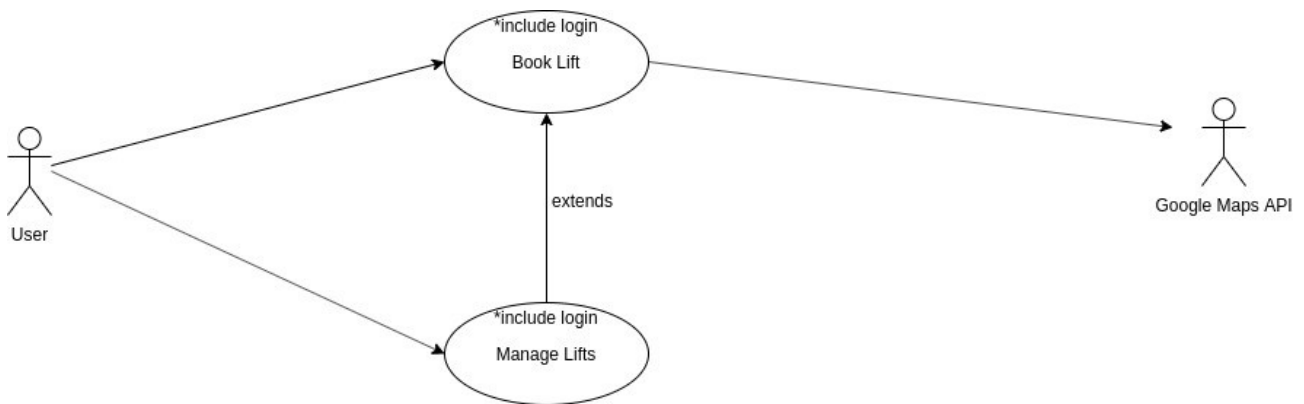 *include login
Book Lift
User
extends
Google Maps API
*include login
Manage Lifts